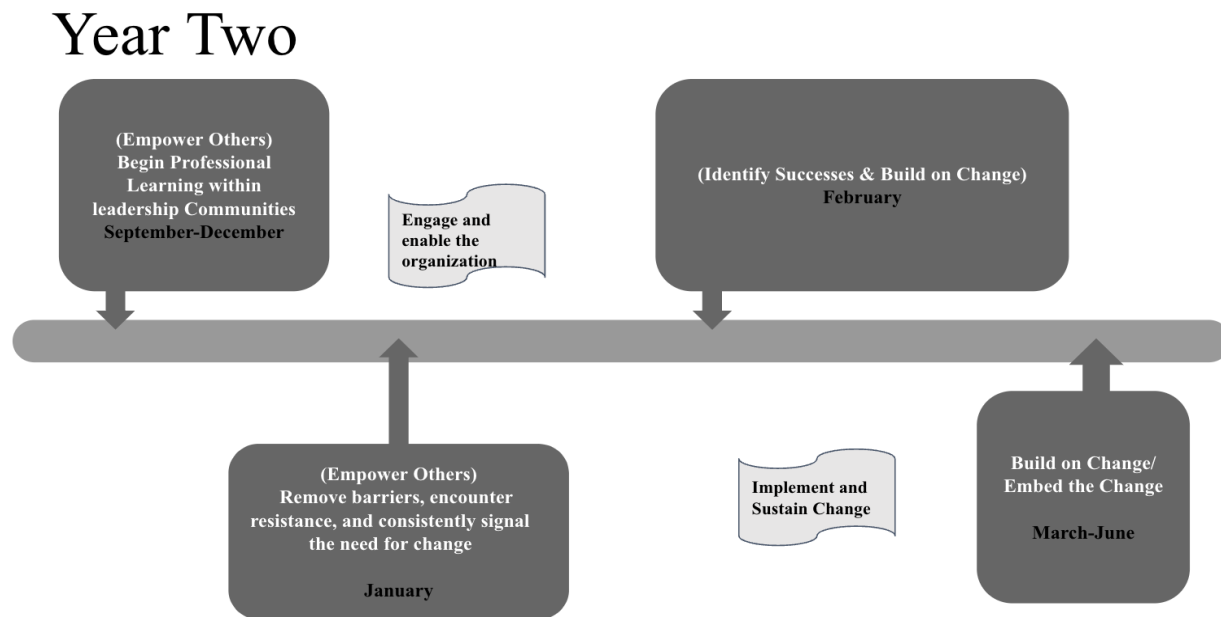 Year Two
(Empower Others)
Begin Professional
Learning within
leadership Communities
September-December
Engage and
enable the
organization
(Identify Successes & Build on Change)
February
(Empower Others)
Remove barriers, encounter
resistance, and consistently signal
the need for change
January
Implement and
Sustain Change
Build on Change/
Embed the Change
March-June